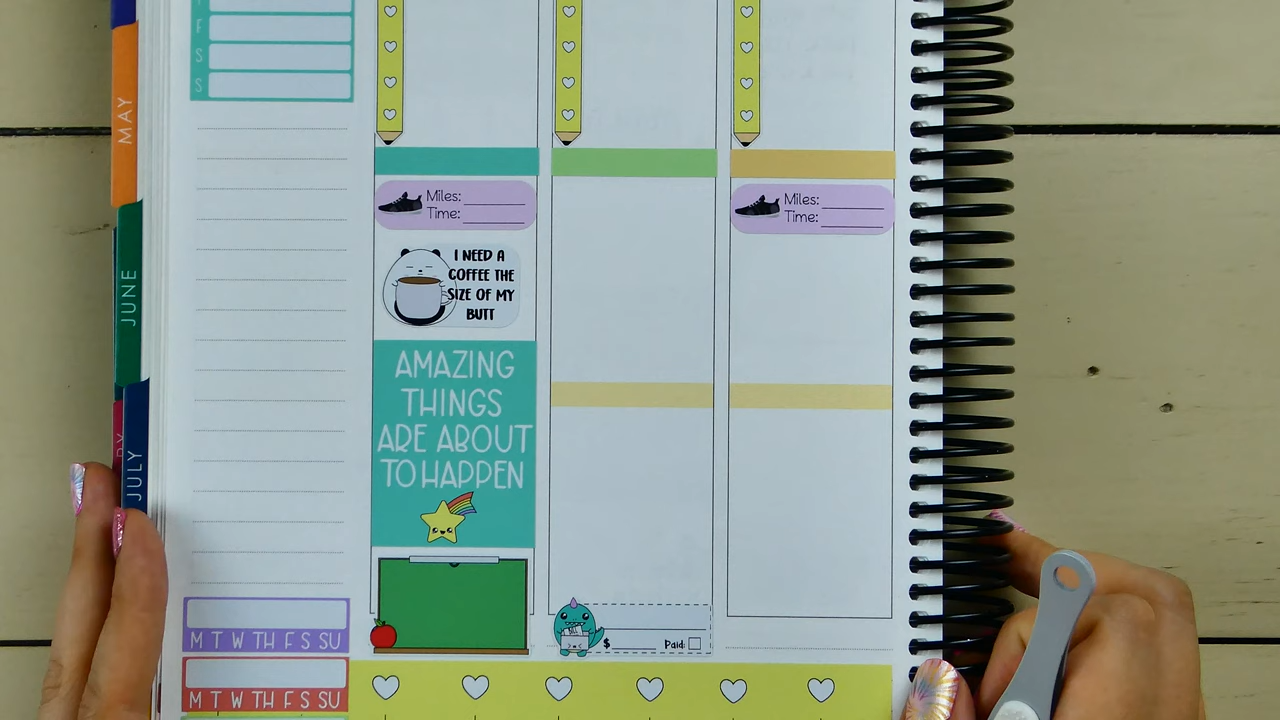 F
S
S
MAY
JUNE
JULY
Miles:
Time:
I NEED A
COFFEE THE
SIZE OF MY
BUTT
AMAZING
THINGS
ARE ABOUT
TO HAPPEN
Miles:
Time:
$ Paid:
M T W TH F S SU
M T W TH F S SU